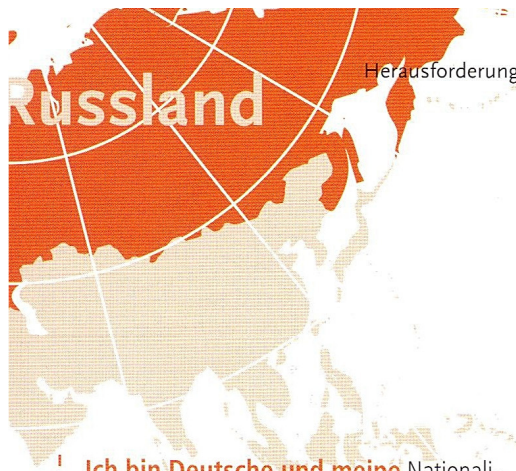 Herausforderung
Russland
Ich bin Deutsche und meine Nationali